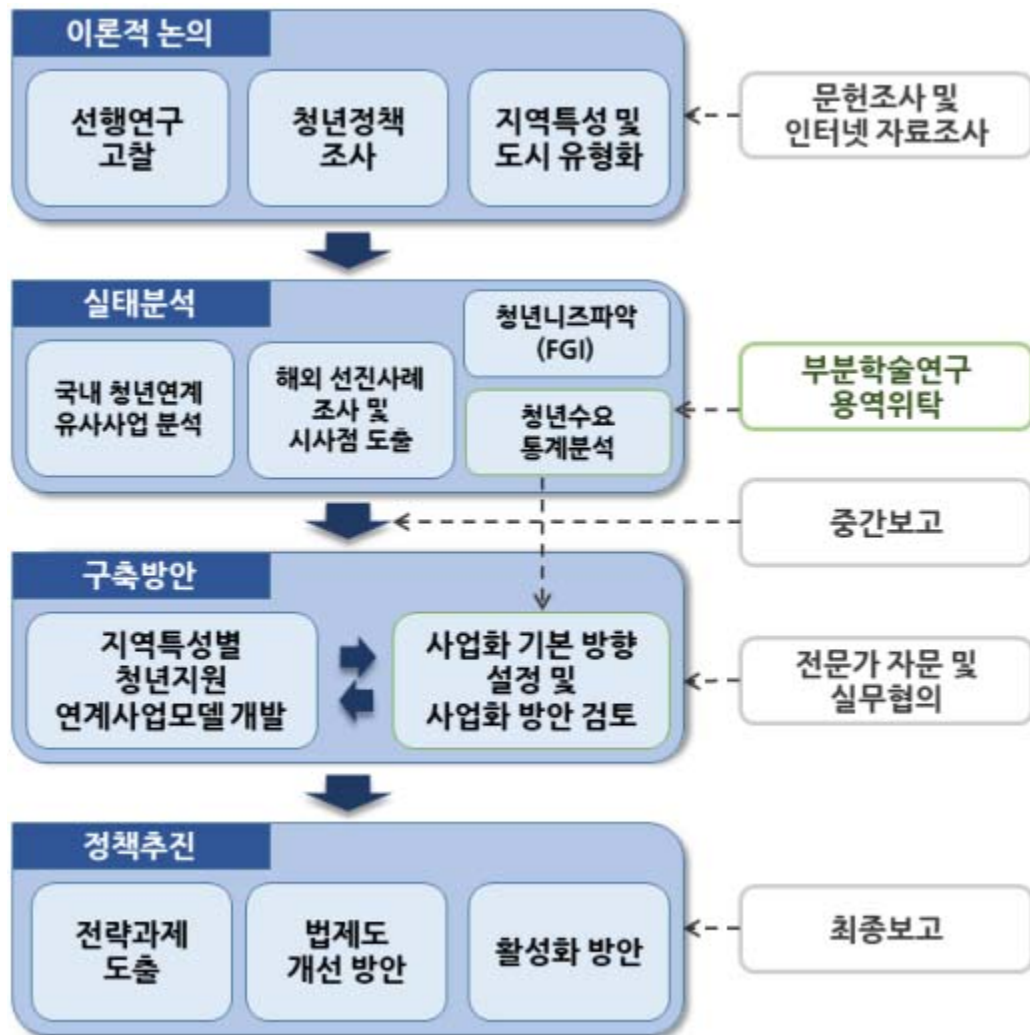 이론적 논의
선행연구
고찰
청년정책
조사
지역특성 및
도시 유형화
문헌조사 및
인터넷 자료조사
실태분석
국내 청년연계
유사사업 분석
해외 선진사례
조사 및
시사점 도출
청년니즈파악
(FGI)
청년수요
통계분석
부분학술연구
용역위탁
중간보고
구축방안
지역특성별
청년지원
연계사업모델 개발
사업화 기본 방향
설정 및
사업화 방안 검토
전문가 자문 및
실무협의
정책추진
전략과제
도출
법제도
개선 방안
활성화 방안
최종보고